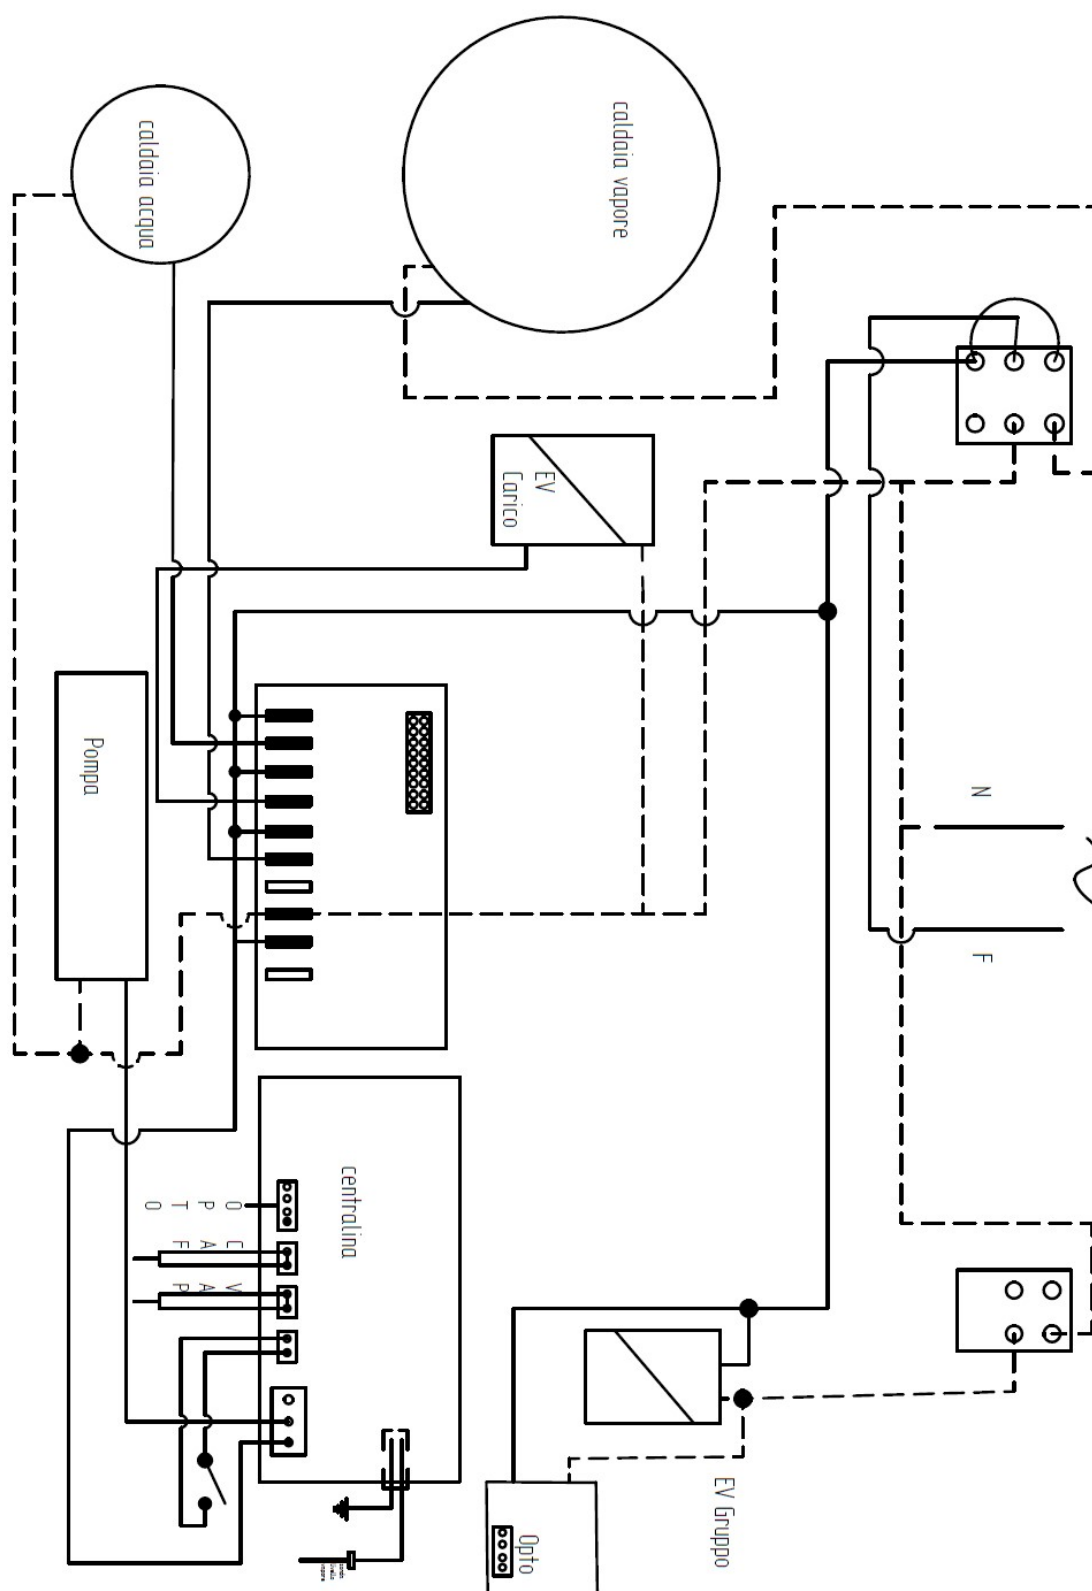 caldaia acqua
caldaia vapore
EV
Carico
Pompa
N
F
centralina
O
P
T
O
C
A
F
V
A
P
EV Gruppo
Opto